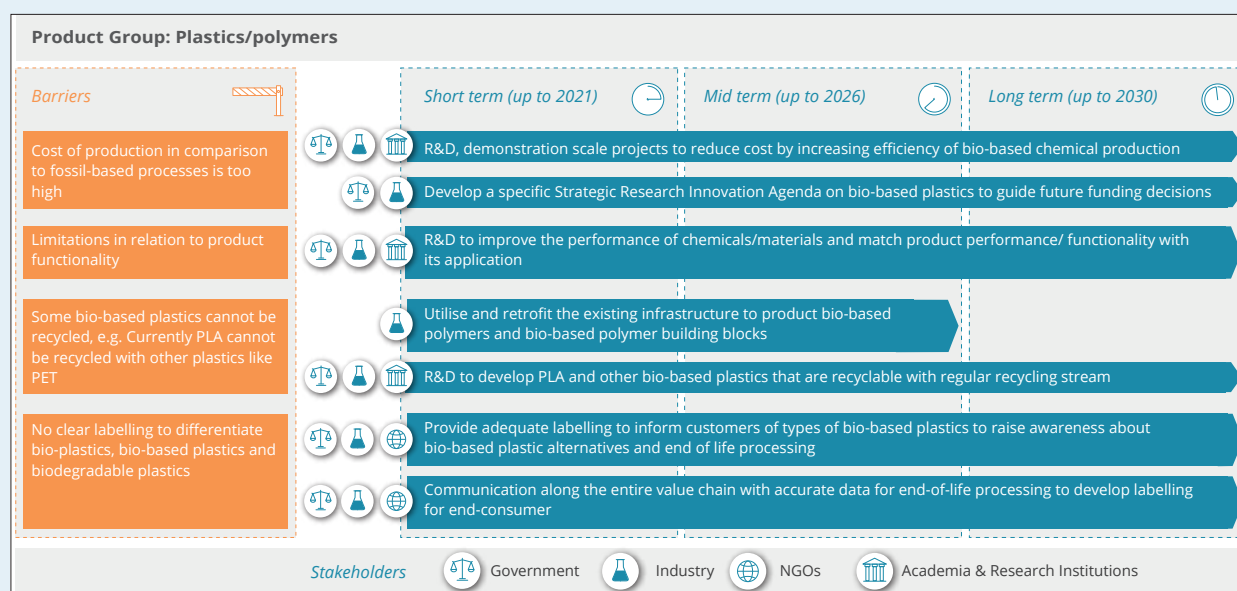 Product Group: Plastics/polymers
Barriers
Short term (up to 2021)
Mid term (up to 2026)
Long term (up to 2030)
Cost of production in comparison
to fossil-based processes is too
high
R&D, demonstration scale projects to reduce cost by increasing efficiency of bio-based chemical production
Develop a specific Strategic Research Innovation Agenda on bio-based plastics to guide future funding decisions
Limitations in relation to product
functionality
R&D to improve the performance of chemicals/materials and match product performance/ functionality with
its application
Some bio-based plastics cannot be
recycled, e.g. Currently PLA cannot
be recycled with other plastics like
PET
Utilise and retrofit the existing infrastructure to product bio-based
polymers and bio-based polymer building blocks
R&D to develop PLA and other bio-based plastics that are recyclable with regular recycling stream
No clear labelling to differentiate
bio-plastics, bio-based plastics and
biodegradable plastics
Provide adequate labelling to inform customers of types of bio-based plastics to raise awareness about
bio-based plastic alternatives and end of life processing
Communication along the entire value chain with accurate data for end-of-life processing to develop labelling
for end-consumer
Stakeholders
Government
Industry
NGOs
Academia & Research Institutions